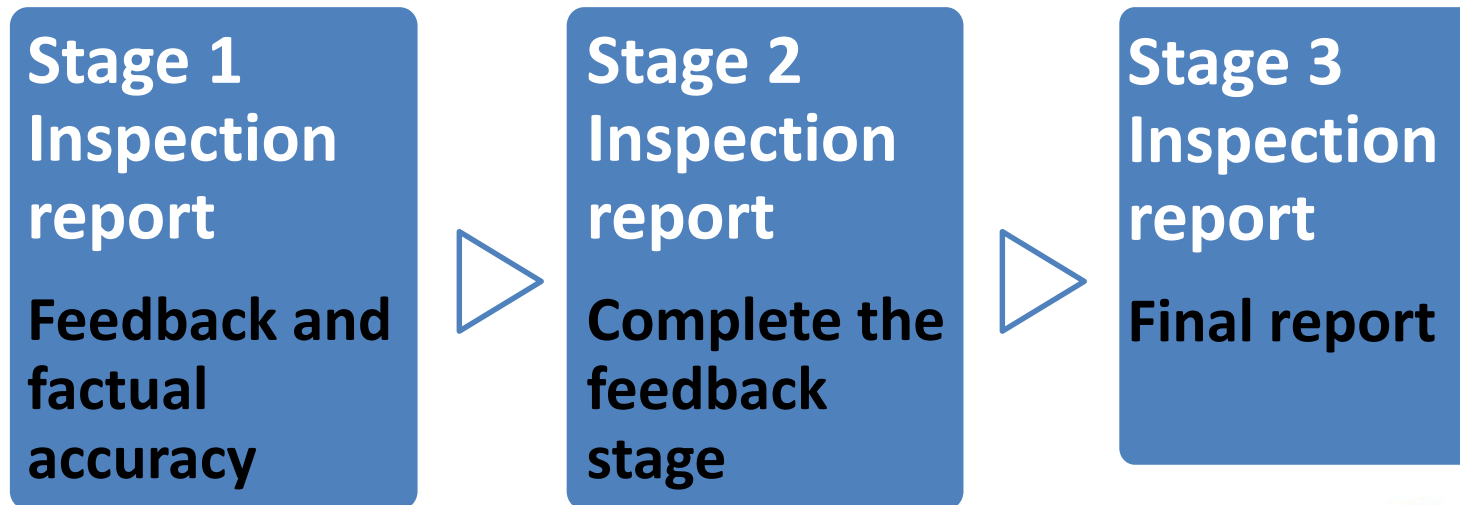 Stage 1
Inspection
report
Feedback and
factual
accuracy
Stage 2
Inspection
report
Complete the
feedback
stage
Stage 3
Inspection
report
Final report